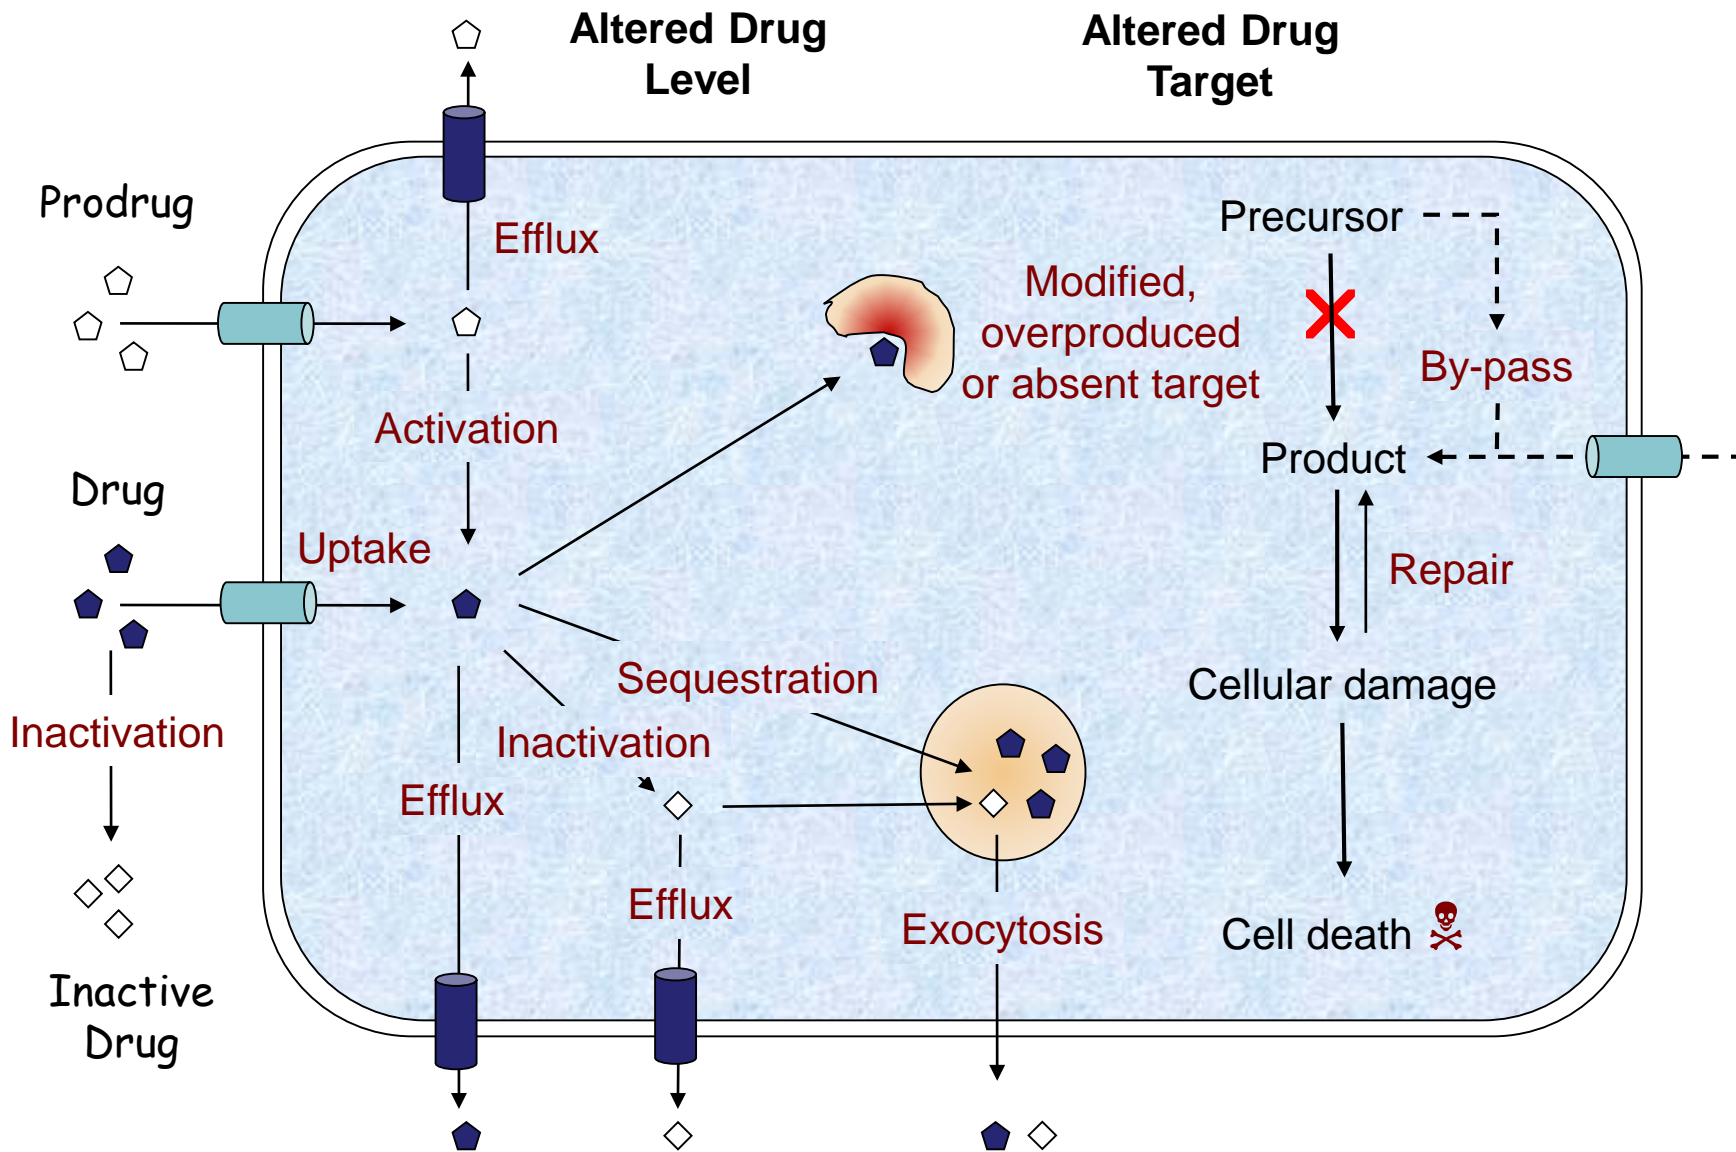 Altered Drug
Level
Altered Drug
Target
Prodrug
Efflux
Precursor
Modified,
overproduced
or absent target
By-pass
Activation
Product
Drug
Uptake
Repair
Sequestration
Cellular damage
Inactivation
Inactivation
Efflux
Efflux
Exocytosis
Cell death
Inactive
Drug